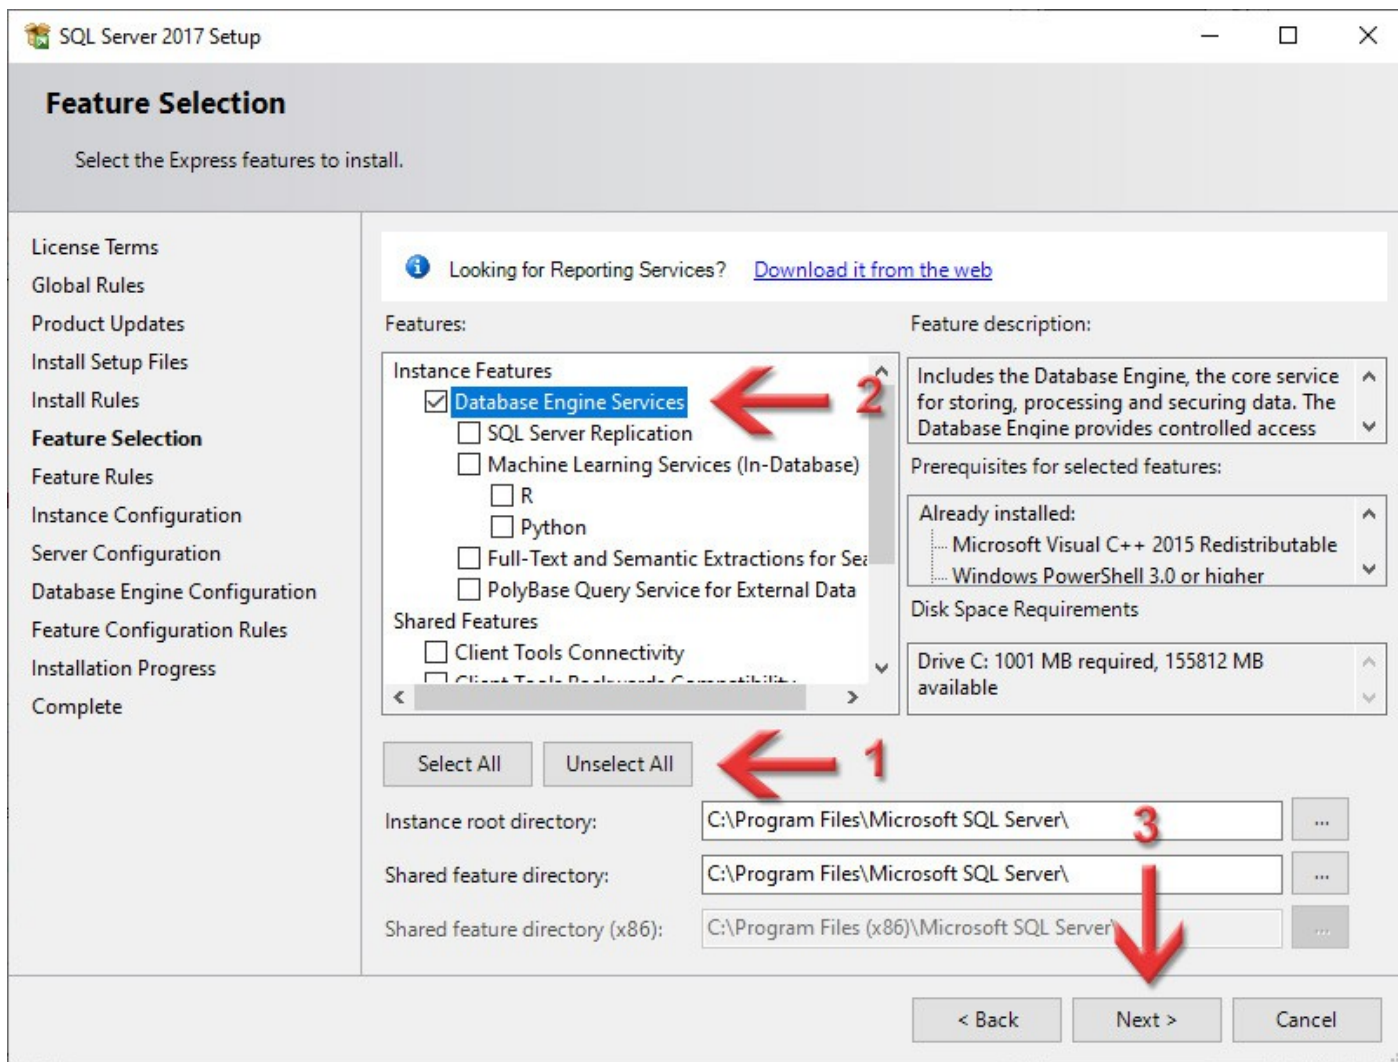 SQL Server 2017 Setup
Feature Selection
Select the Express features to install.
License Terms
Global Rules
Product Updates
Install Setup Files
Install Rules
Feature Selection
Feature Rules
Instance Configuration
Server Configuration
Database Engine Configuration
Feature Configuration Rules
Installation Progress
Complete
Looking for Reporting Services? Download it from the web
Features:
Instance Features
Database Engine Services
2
SQL Server Replication
Machine Learning Services (In-Database)
R
Python
Full-Text and Semantic Extractions for Sea
PolyBase Query Service for External Data
Shared Features
Client Tools Connectivity
Client Tools Backwards Compatibility
Feature description:
Includes the Database Engine, the core service
for storing, processing and securing data. The
Database Engine provides controlled access
Prerequisites for selected features:
Already installed:
Microsoft Visual C++ 2015 Redistributable
Windows PowerShell 3.0 or higher
Disk Space Requirements
Drive C: 1001 MB required, 155812 MB
available
Select All
Unselect All
1
Instance root directory:
C:\Program Files\Microsoft SQL Server\
...
3
Shared feature directory:
C:\Program Files\Microsoft SQL Server\
...
Shared feature directory (x86):
C:\Program Files (x86)\Microsoft SQL Server\
...
< Back
Next >
Cancel